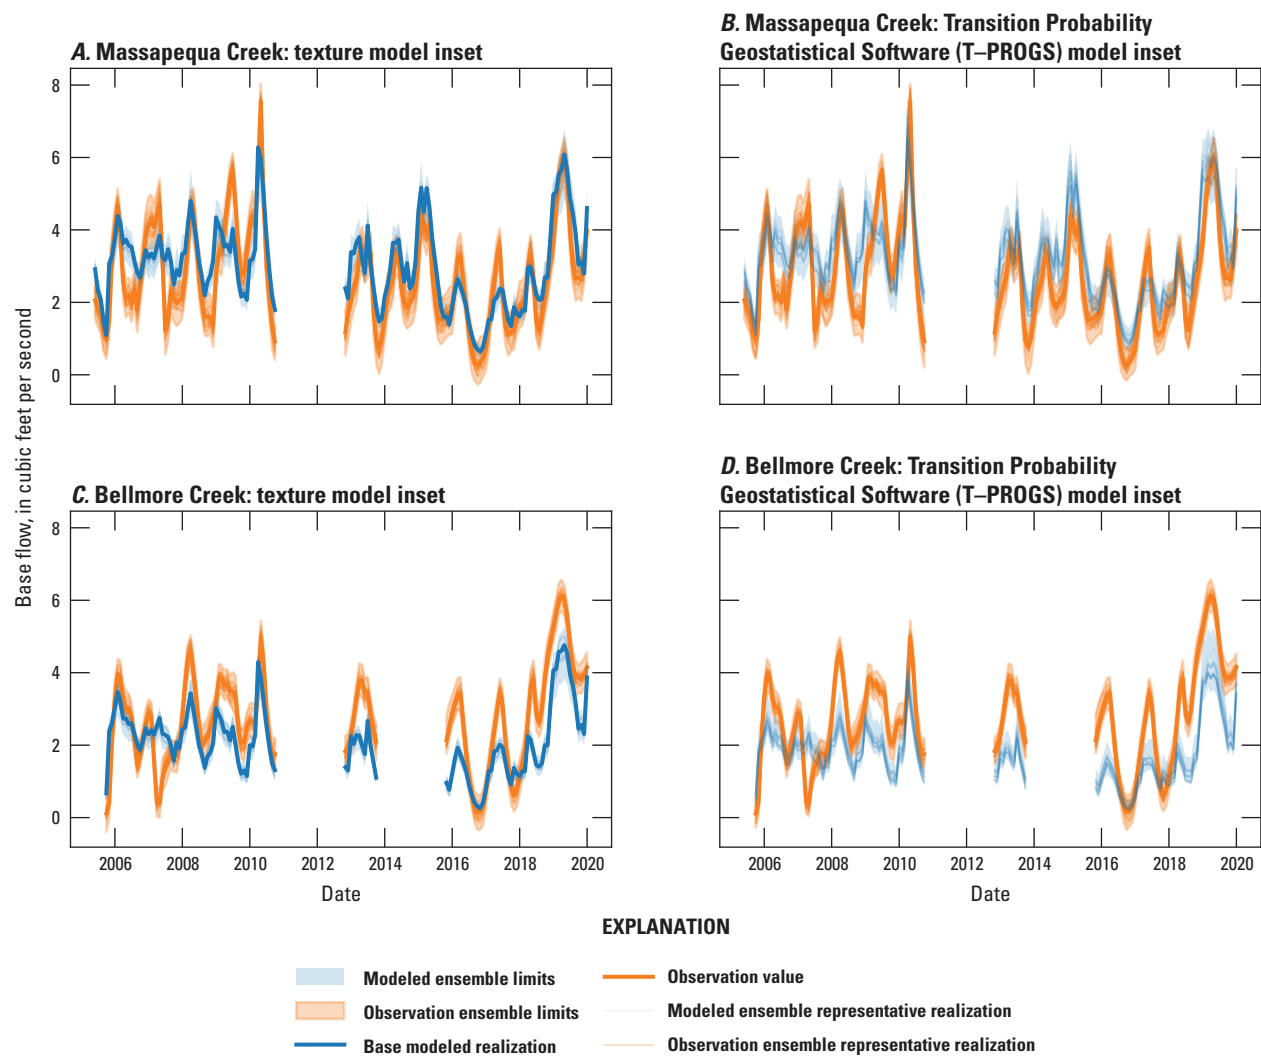 A. Massapequa Creek: texture model inset
B. Massapequa Creek: Transition Probability
Geostatistical Software (T–PROGS) model inset
8
6
4
2
0
Base flow, in cubic feet per second
C. Bellmore Creek: texture model inset
D. Bellmore Creek: Transition Probability
Geostatistical Software (T–PROGS) model inset
8
6
4
2
0
2006 2008 2010 2012 2014 2016 2018 2020
Date
2006 2008 2010 2012 2014 2016 2018 2020
Date
EXPLANATION
Modeled ensemble limits
Observation ensemble limits
Base modeled realization
Observation value
Modeled ensemble representative realization
Observation ensemble representative realization